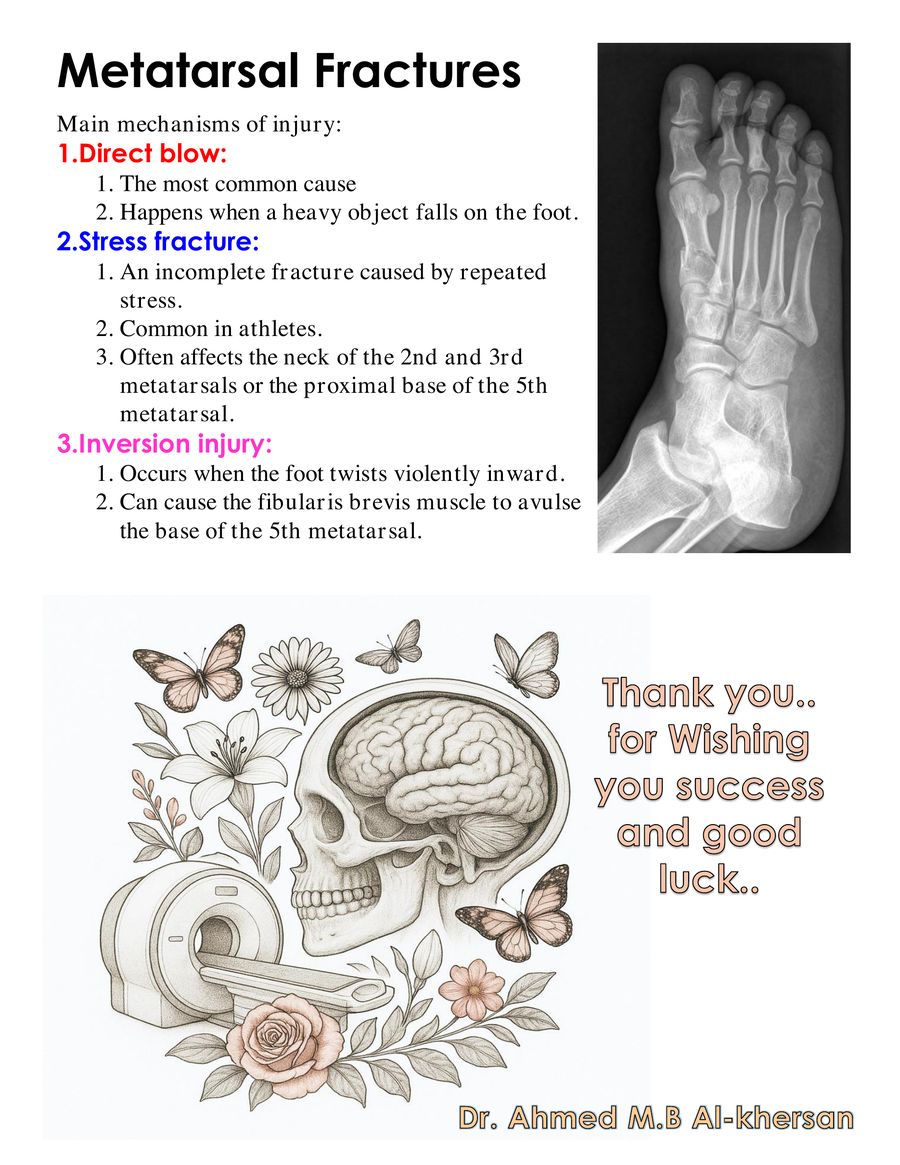 Metatarsal Fractures
Main mechanisms of injury:
1.Direct blow:
1. The most common cause
2. Happens when a heavy object falls on the foot.
2.Stress fracture:
1. An incomplete fracture caused by repeated
stress.
2. Common in athletes.
3. Often affects the neck of the 2nd and 3rd
metatarsals or the proximal base of the 5th
metatarsal.
3.Inversion injury:
1. Occurs when the foot twists violently inward.
2. Can cause the fibularis brevis muscle to avulse
the base of the 5th metatarsal.
Thank you..
for Wishing
you success
and good
luck..
Dr. Ahmed M.B Al-khersan